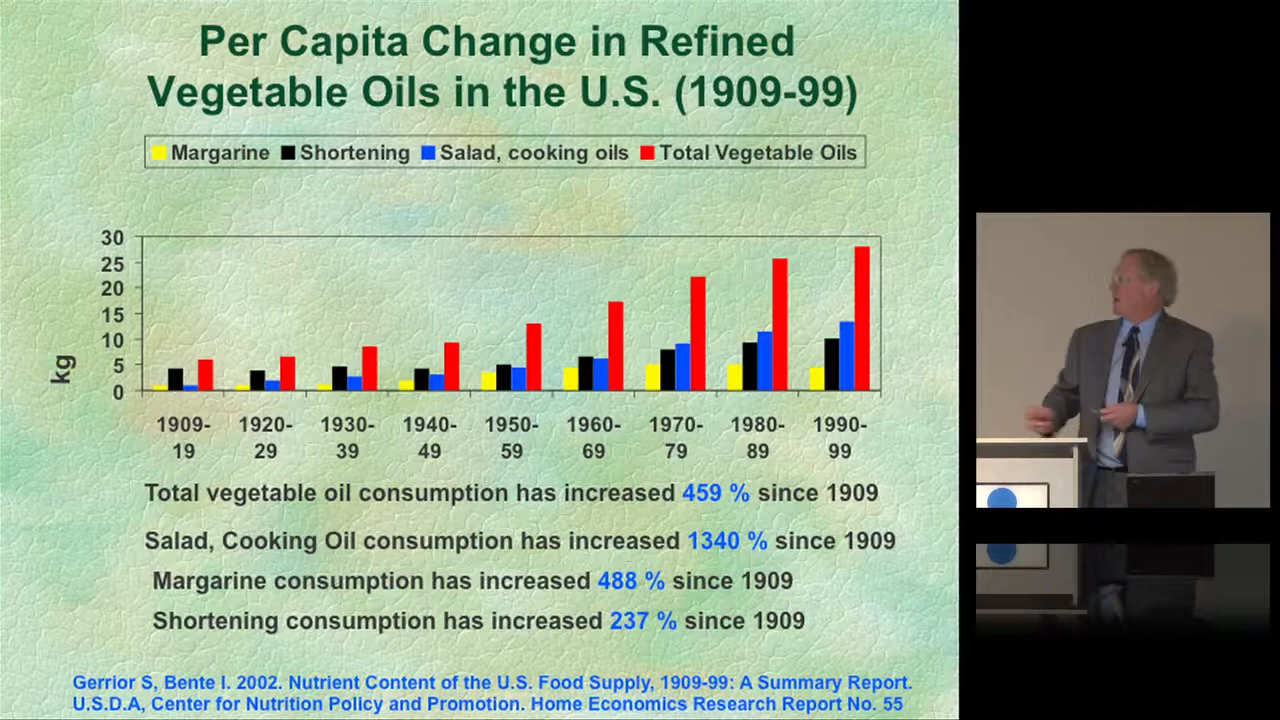 Per Capita Change in Refined
Vegetable Oils in the U.S. (1909-99)
Margarine Shortening Salad, cooking oils Total Vegetable Oils
30
25
20
15
10
5
0
kg
1909- 1920- 1930- 1940- 1950- 1960- 1970- 1980- 1990-
19 29 39 49 59 69 79 89 99
Total vegetable oil consumption has increased 459 % since 1909
Salad, Cooking Oil consumption has increased 1340 % since 1909
Margarine consumption has increased 488 % since 1909
Shortening consumption has increased 237 % since 1909
Gerrior S, Bente I. 2002. Nutrient Content of the U.S. Food Supply, 1909-99: A Summary Report.
U.S.D.A, Center for Nutrition Policy and Promotion. Home Economics Research Report No. 55